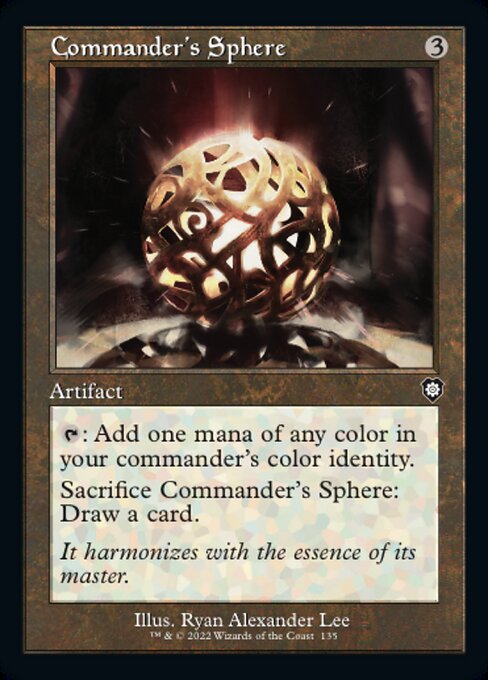 Commander's Sphere 3
Artifact
: Add one mana of any color in
your commander's color identity.
Sacrifice Commander's Sphere:
Draw a card.
It harmonizes with the essence of its
master.
Illus. Ryan Alexander Lee
™ & © 2022 Wizards of the Coast 135